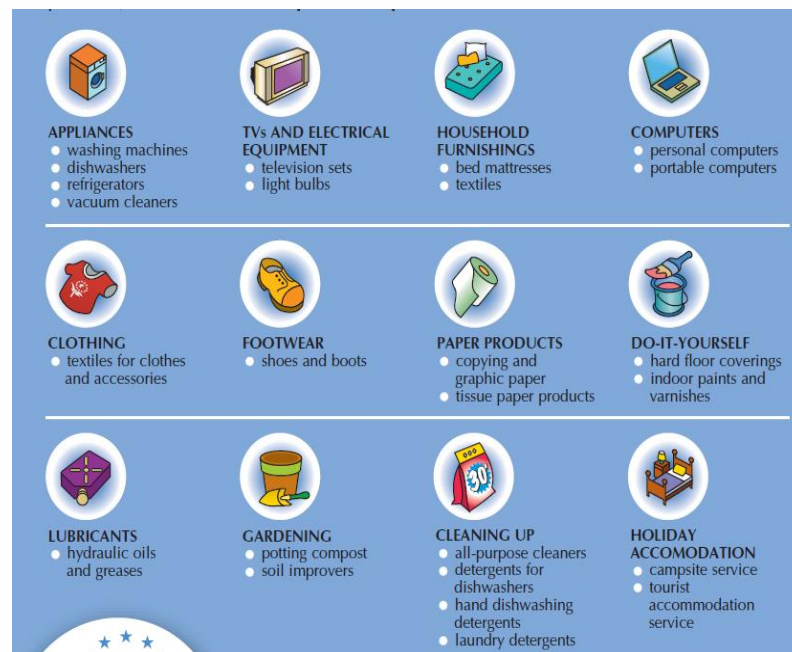 APPLIANCES
washing machines
dishwashers
refrigerators
vacuum cleaners
TVs AND ELECTRICAL
EQUIPMENT
television sets
light bulbs
HOUSEHOLD
FURNISHINGS
bed mattresses
textiles
COMPUTERS
personal computers
portable computers
CLOTHING
textiles for clothes
and accessories
FOOTWEAR
shoes and boots
PAPER PRODUCTS
copying and
graphic paper
tissue paper products
DO-IT-YOURSELF
hard floor coverings
indoor paints and
varnishes
LUBRICANTS
hydraulic oils
and greases
GARDENING
potting compost
soil improvers
30°
CLEANING UP
all-purpose cleaners
detergents for
dishwashers
hand dishwashing
detergents
laundry detergents
HOLIDAY
ACCOMODATION
campsite service
tourist
accommodation
service